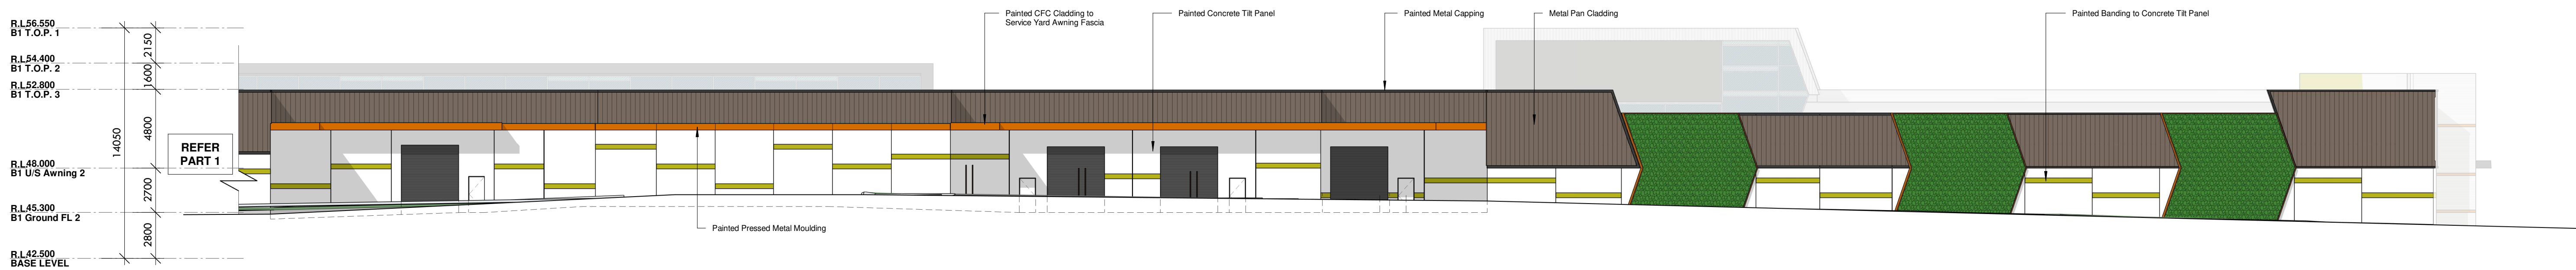 R.L56.550
B1 T.O.P. 1
R.L54.400
B1 T.O.P. 2
R.L52.800
B1 T.O.P. 3
R.L48.000
B1 U/S Awning 2
R.L45.300
B1 Ground FL 2
R.L42.500
BASE LEVEL
14050
2150
1600
4800
2700
2800
REFER
PART 1
Painted CFC Cladding to
Service Yard Awning Fascia
Painted Concrete Tilt Panel
Painted Metal Capping
Metal Pan Cladding
Painted Banding to Concrete Tilt Panel
Painted Pressed Metal Moulding